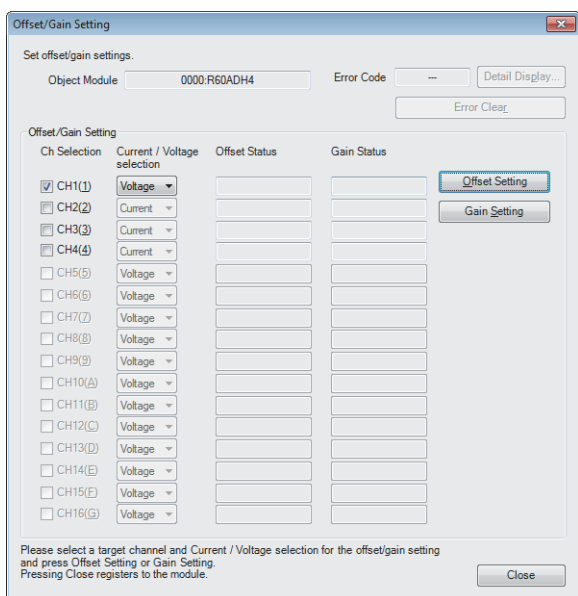 Offset/Gain Setting
Set offset/gain settings.
Object Module 0000:R60ADH4 Error Code --- Detail Display...
Error Clear
Offset/Gain Setting
Ch Selection Current / Voltage selection Offset Status Gain Status
CH1(1) Voltage Offset Setting
CH2(2) Current Gain Setting
CH3(3) Current
CH4(4) Current
CH5(5) Voltage
CH6(6) Voltage
CH7(7) Voltage
CH8(8) Voltage
CH9(9) Voltage
CH10(A) Voltage
CH11(B) Voltage
CH12(C) Voltage
CH13(D) Voltage
CH14(E) Voltage
CH15(F) Voltage
CH16(G) Voltage
Please select a target channel and Current / Voltage selection for the offset/gain setting
and press Offset Setting or Gain Setting.
Pressing Close registers to the module.
Close